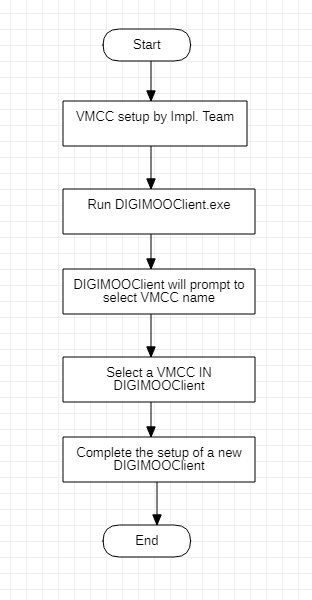 Start
VMCC setup by Impl. Team
Run DIGIMOOClient.exe
DIGIMOOClient will prompt to
select VMCC name
Select a VMCC IN
DIGIMOOClient
Complete the setup of a new
DIGIMOOClient
End